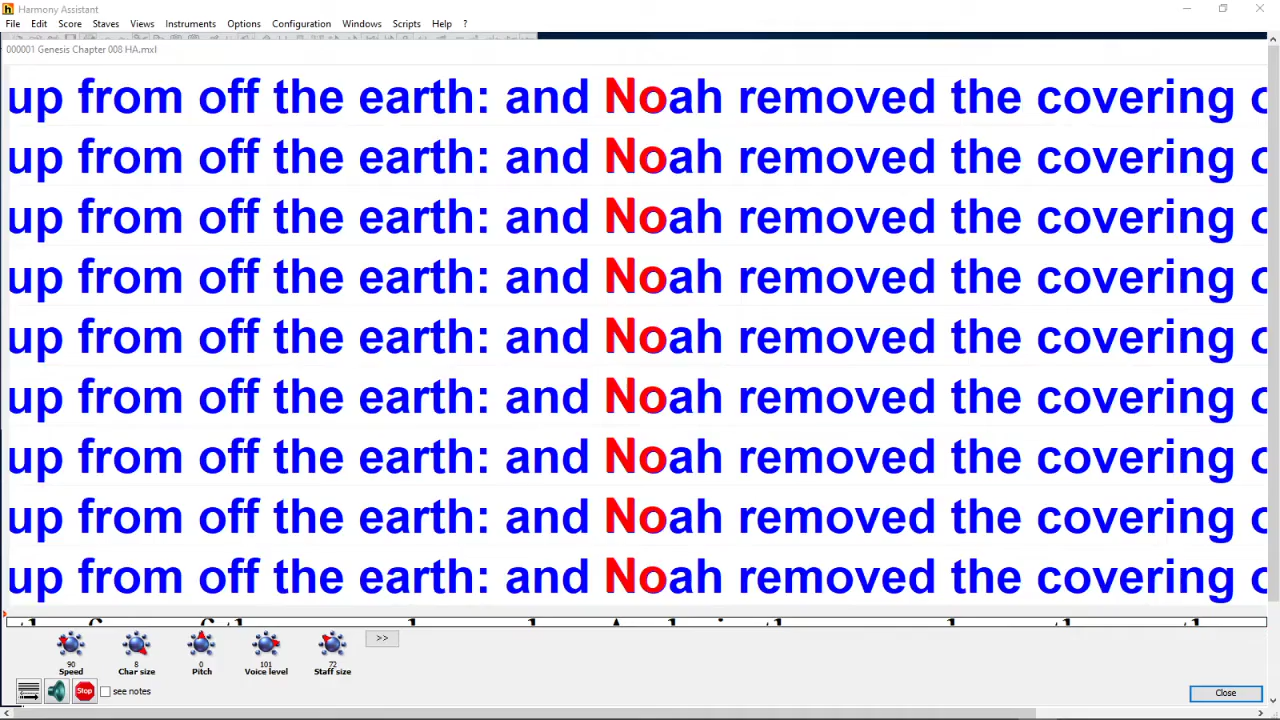 Harmony Assistant
File Edit Score Staves Views Instruments Options Configuration Windows Scripts Help ?
000001 Genesis Chapter 008 HA.mxl
up from off the earth: and Noah removed the covering
up from off the earth: and Noah removed the covering
up from off the earth: and Noah removed the covering
up from off the earth: and Noah removed the covering
up from off the earth: and Noah removed the covering
up from off the earth: and Noah removed the covering
up from off the earth: and Noah removed the covering
up from off the earth: and Noah removed the covering
up from off the earth: and Noah removed the covering
>>
90 8 0 101 72
Speed Char size Pitch Voice level Staff size
Stop see notes Close